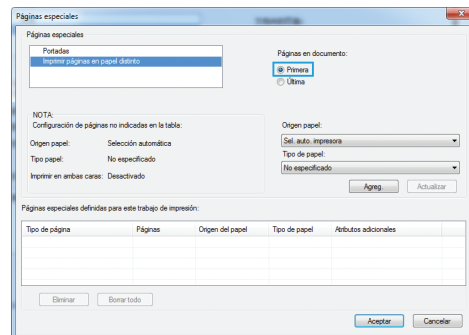 Páginas especiales
Páginas especiales
Portadas
Imprimir páginas en papel distinto
Páginas en documento:
Primera
Última
NOTA:
Configuración de páginas no indicadas en la tabla:
Origen papel: Selección automática
Tipo papel: No especificado
Imprimir en ambas caras: Desactivado
Origen papel:
Sel. auto. impresora
Tipo de papel:
No especificado
Agreg. Actualizar
Páginas especiales definidas para este trabajo de impresión:
Tipo de página Páginas Origen del papel Tipo de papel Atributos adicionales
Eliminar Borrar todo
Aceptar Cancelar